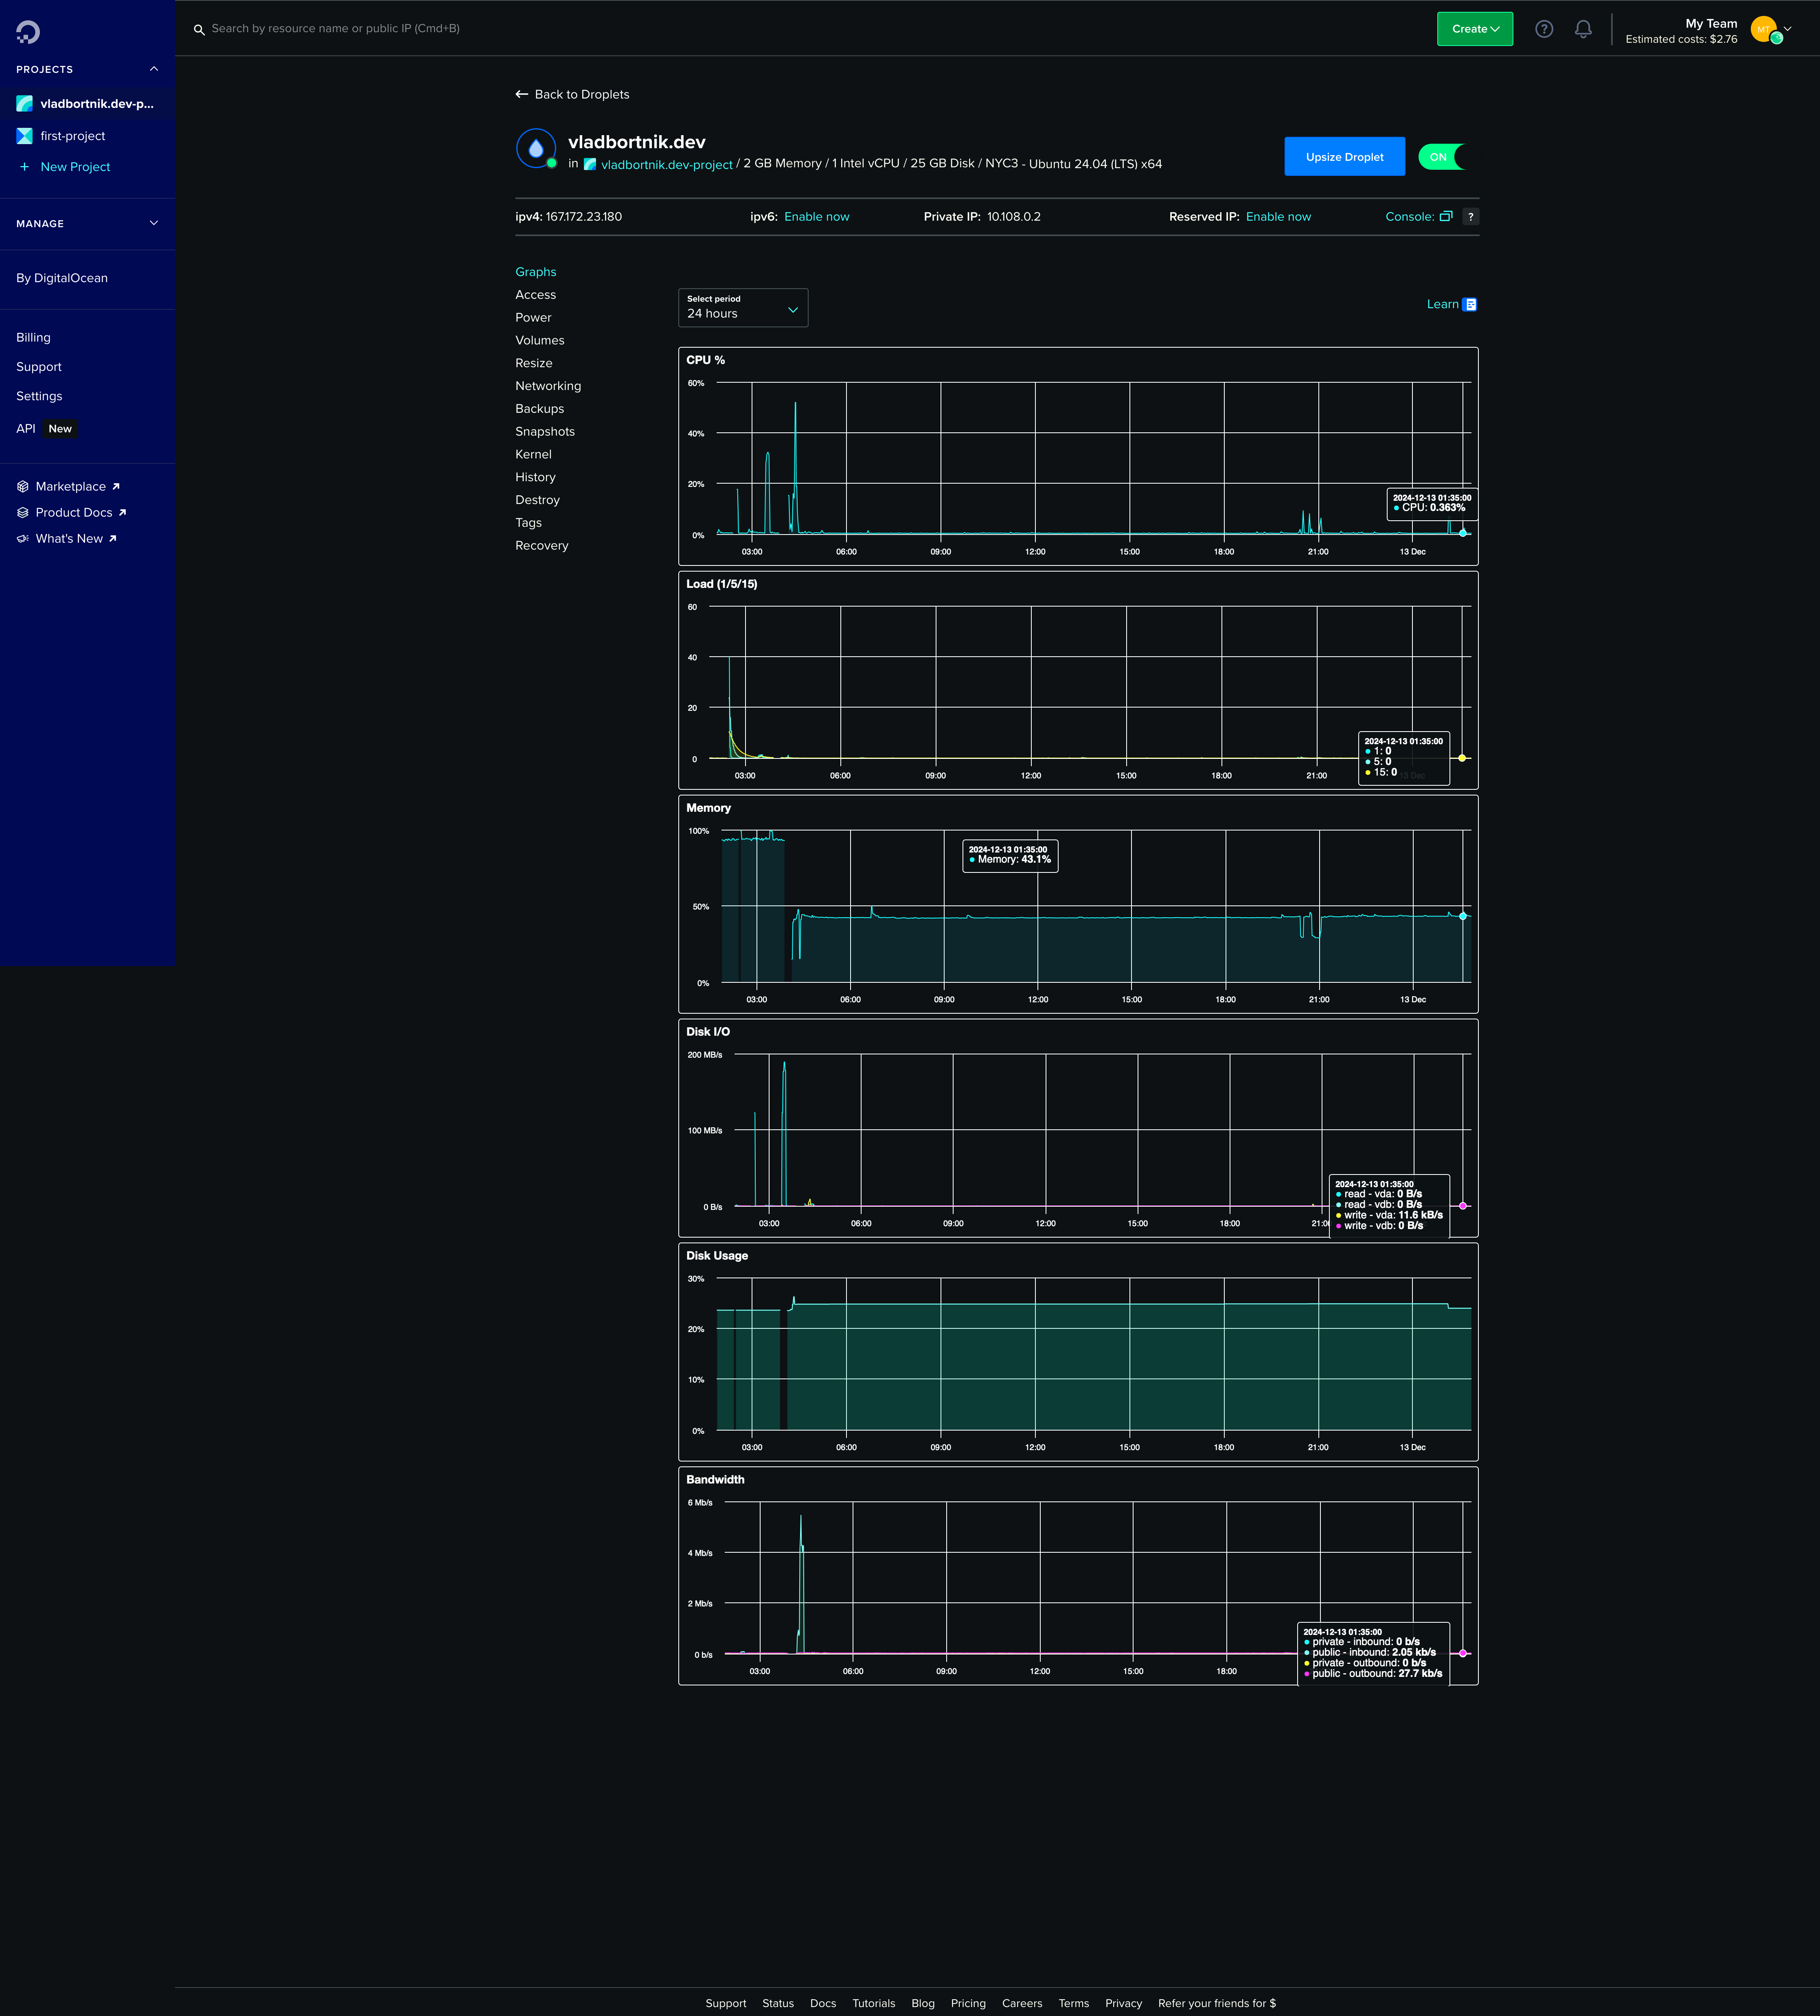 Search by resource name or public IP (Cmd+B)
Create
?
My Team
Estimated costs: $2.76
MT
PROJECTS
vladbortnik.dev-p...
first-project
+ New Project
MANAGE
By DigitalOcean
Billing
Support
Settings
API New
Marketplace
Product Docs
What's New
Back to Droplets
vladbortnik.dev
in vladbortnik.dev-project / 2 GB Memory / 1 Intel vCPU / 25 GB Disk / NYC3 - Ubuntu 24.04 (LTS) x64
Upsize Droplet
ON
ipv4: 167.172.23.180
ipv6: Enable now
Private IP: 10.108.0.2
Reserved IP: Enable now
Console:
?
Graphs
Access
Power
Volumes
Resize
Networking
Backups
Snapshots
Kernel
History
Destroy
Tags
Recovery
Select period
24 hours
Learn
CPU %
60%
40%
20%
0%
2024-12-13 01:35:00
CPU: 0.363%
03:00 06:00 09:00 12:00 15:00 18:00 21:00 13 Dec
Load (1/5/15)
60
40
20
0
2024-12-13 01:35:00
1: 0
5: 0
15: 0
03:00 06:00 09:00 12:00 15:00 18:00 21:00 13 Dec
Memory
100%
50%
0%
2024-12-13 01:35:00
Memory: 43.1%
03:00 06:00 09:00 12:00 15:00 18:00 21:00 13 Dec
Disk I/O
200 MB/s
100 MB/s
0 B/s
2024-12-13 01:35:00
read - vda: 0 B/s
read - vdb: 0 B/s
write - vda: 11.6 kB/s
write - vdb: 0 B/s
03:00 06:00 09:00 12:00 15:00 18:00 21:00
Disk Usage
30%
20%
10%
0%
03:00 06:00 09:00 12:00 15:00 18:00 21:00 13 Dec
Bandwidth
6 Mb/s
4 Mb/s
2 Mb/s
0 b/s
2024-12-13 01:35:00
private - inbound: 0 b/s
public - inbound: 2.05 kb/s
private - outbound: 0 b/s
public - outbound: 27.7 kb/s
03:00 06:00 09:00 12:00 15:00 18:00
Support Status Docs Tutorials Blog Pricing Careers Terms Privacy Refer your friends for $